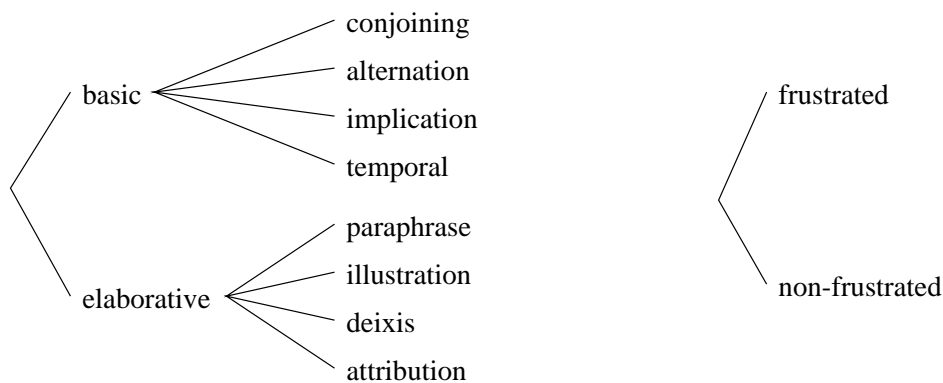 conjoining
alternation
basic
frustrated
implication
temporal
paraphrase
illustration
elaborative
non-frustrated
deixis
attribution